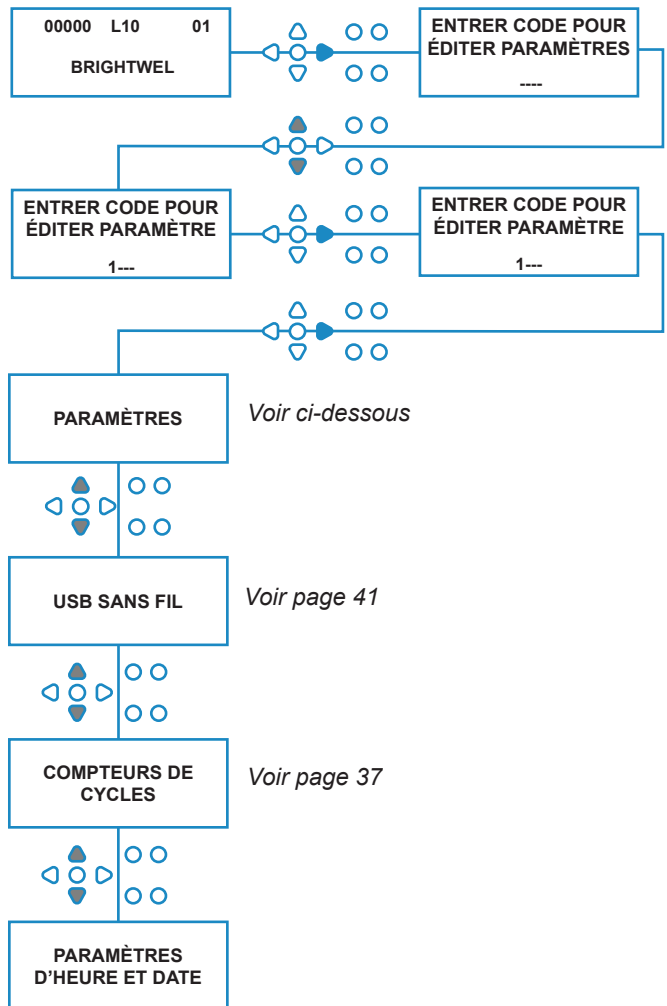 00000 L10 01
BRIGHTWEL
ENTRER CODE POUR
ÉDITER PARAMÈTRES
----
ENTRER CODE POUR
ÉDITER PARAMÈTRE
1---
ENTRER CODE POUR
ÉDITER PARAMÈTRE
1---
PARAMÈTRES
Voir ci-dessous
USB SANS FIL
Voir page 41
COMPTEURS DE
CYCLES
Voir page 37
PARAMÈTRES
D’HEURE ET DATE